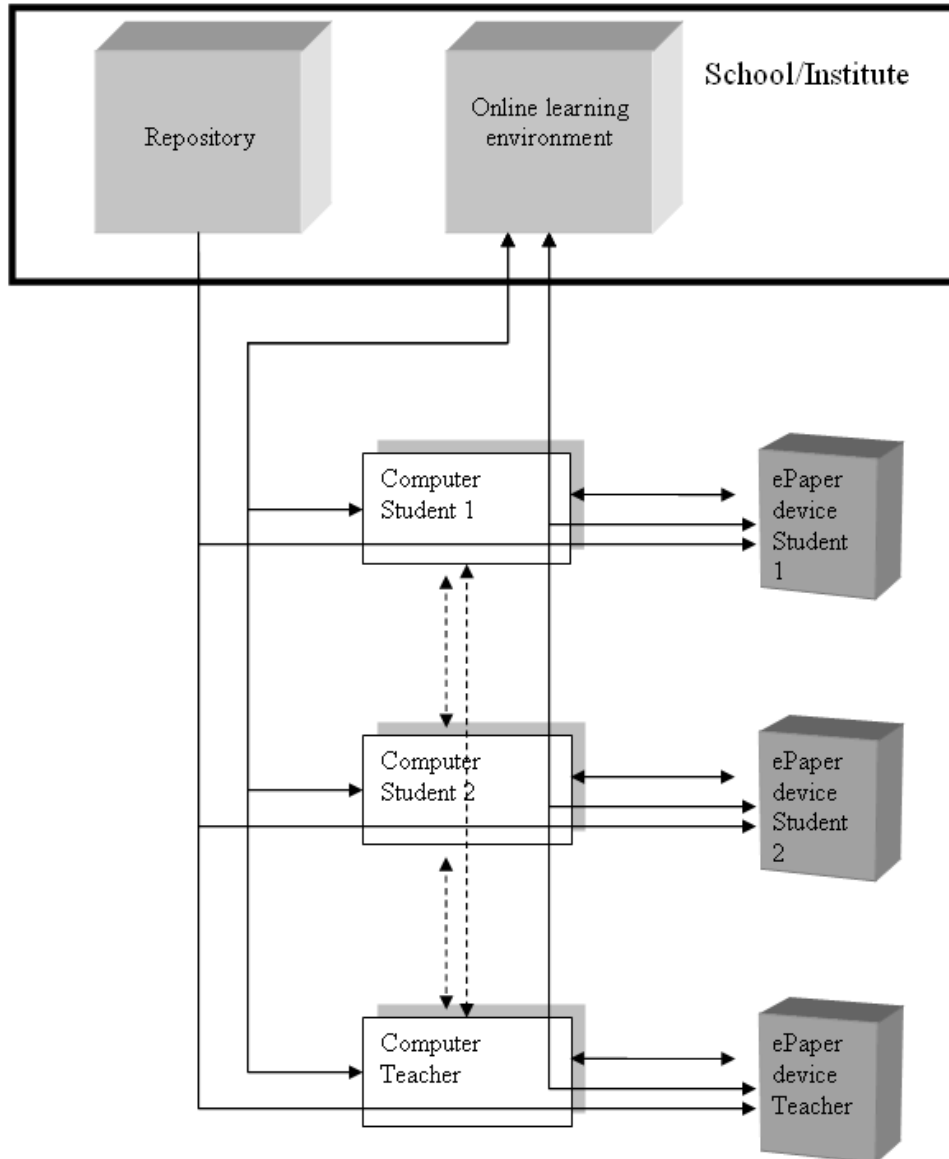 School/Institute
Repository
Online learning
environment
Computer
Student 1
ePaper
device
Student
1
Computer
Student 2
ePaper
device
Student
2
Computer
Teacher
ePaper
device
Teacher